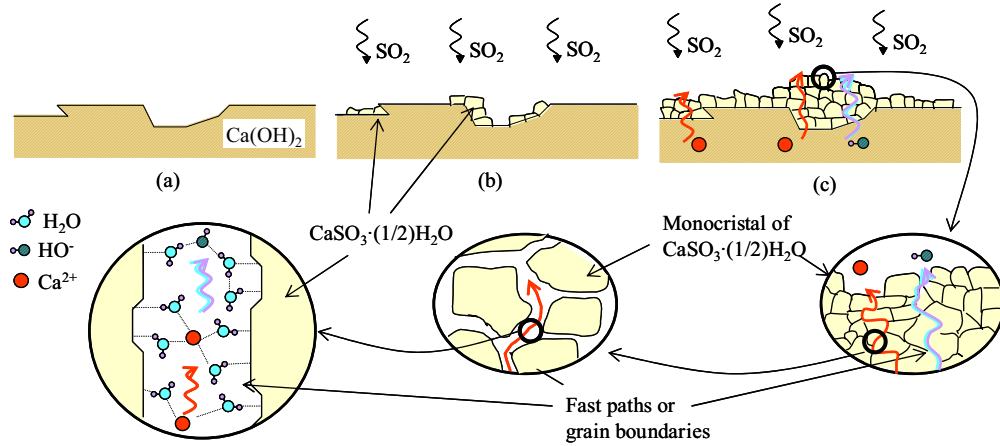 SO₂
SO₂
SO₂
SO₂
SO₂
SO₂
Ca(OH)₂
(a)
(b)
(c)
H₂O
HO⁻
Ca²⁺
CaSO₃·(1/2)H₂O
Monocristal of
CaSO₃·(1/2)H₂O
Fast paths or
grain boundaries